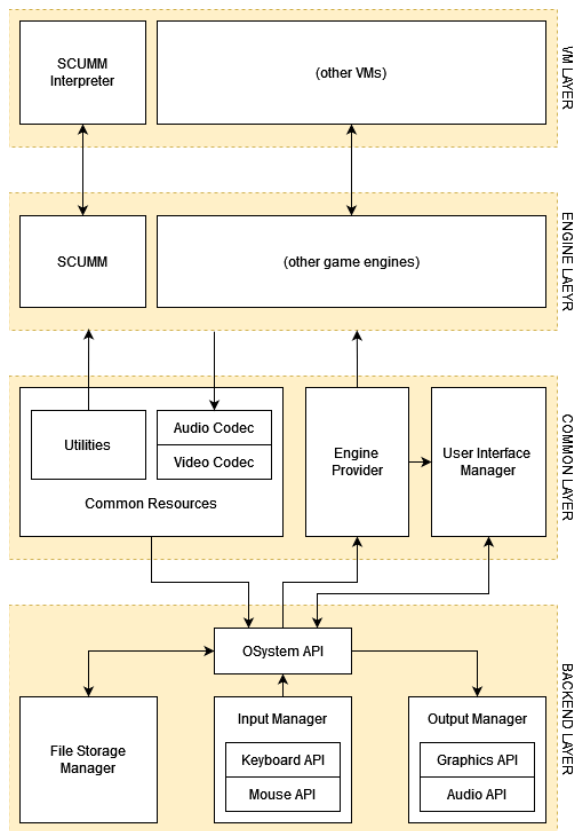 SCUMM
Interpreter
(other VMs)
VM LAYER
SCUMM
(other game engines)
ENGINE LAEYR
Utilities
Audio Codec
Video Codec
Common Resources
Engine
Provider
User Interface
Manager
COMMON LAYER
OSystem API
File Storage
Manager
Input Manager
Keyboard API
Mouse API
Output Manager
Graphics API
Audio API
BACKEND LAYER